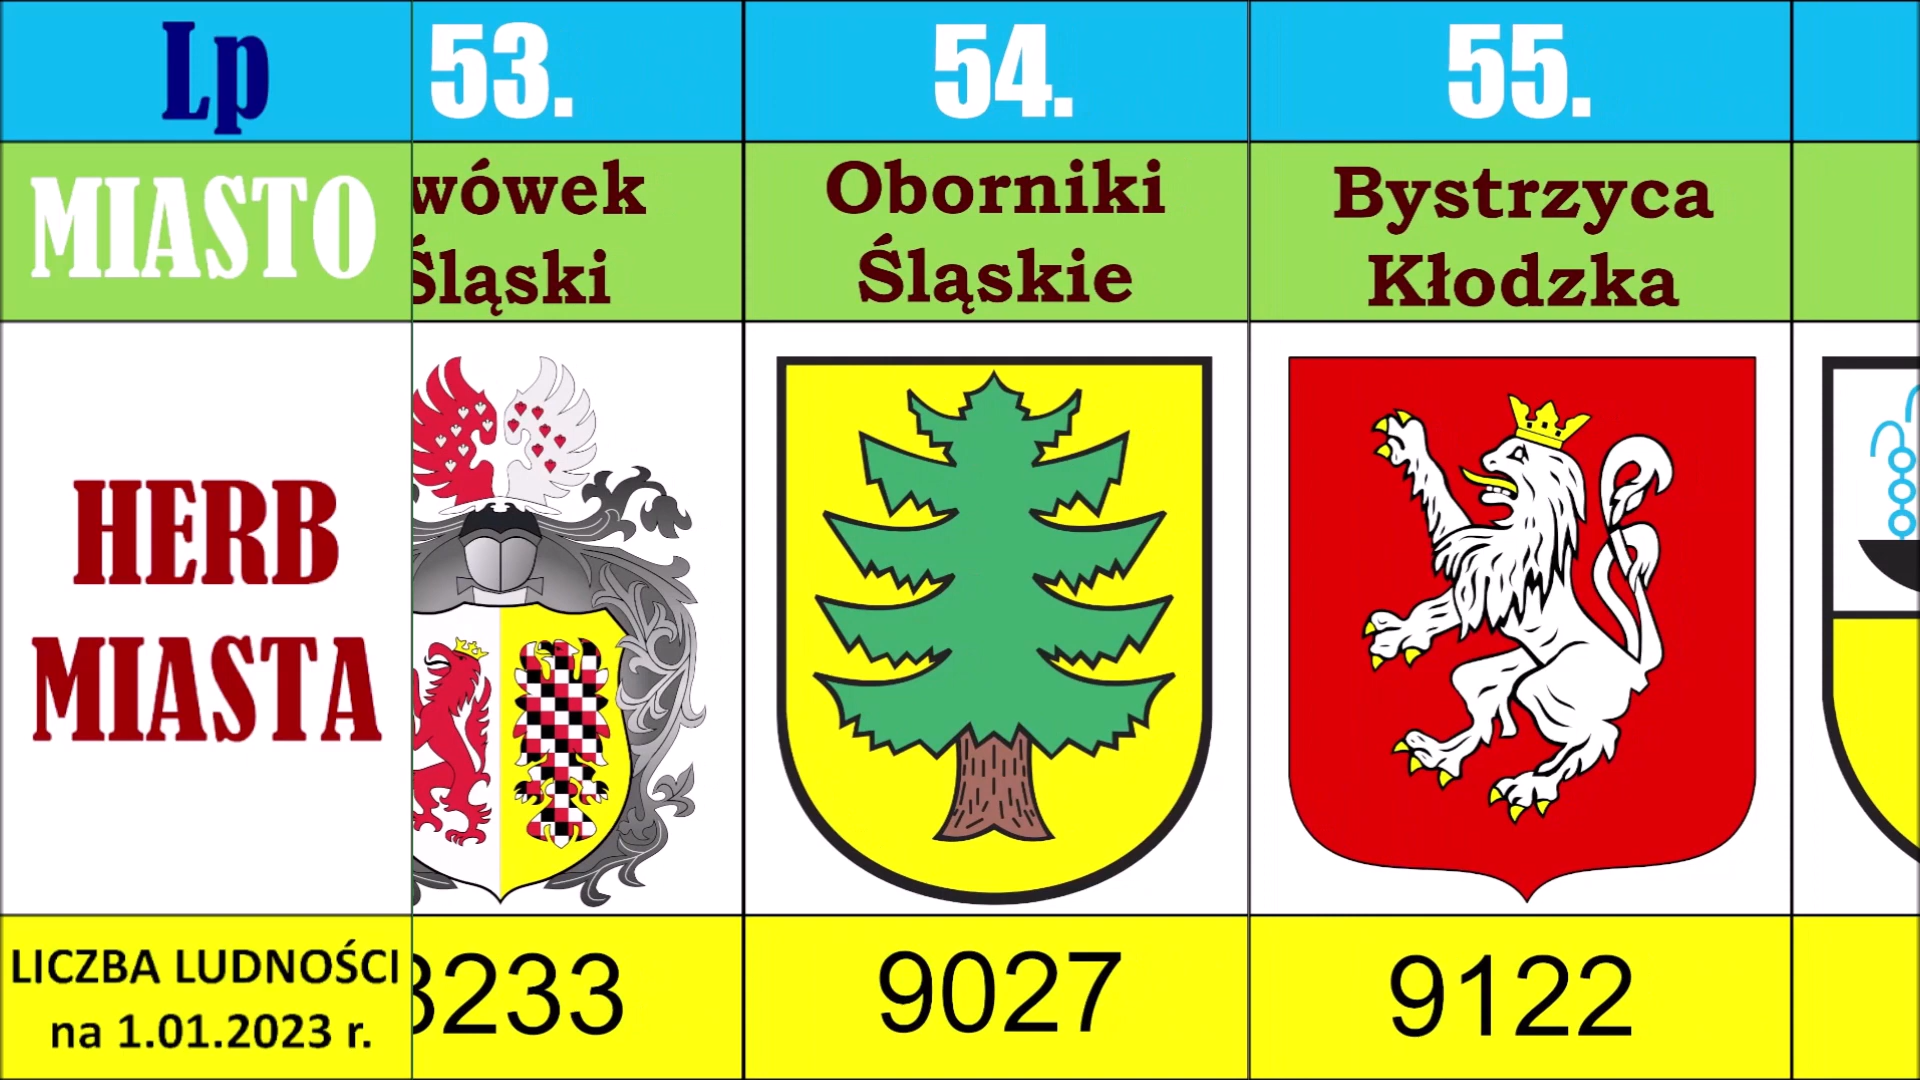 Lp
53.
54.
55.
MIASTO
wówek
Śląski
Oborniki
Śląskie
Bystrzyca
Kłodzka
HERB
MIASTA
LICZBA LUDNOŚCI
na 1.01.2023 r.
8233
9027
9122